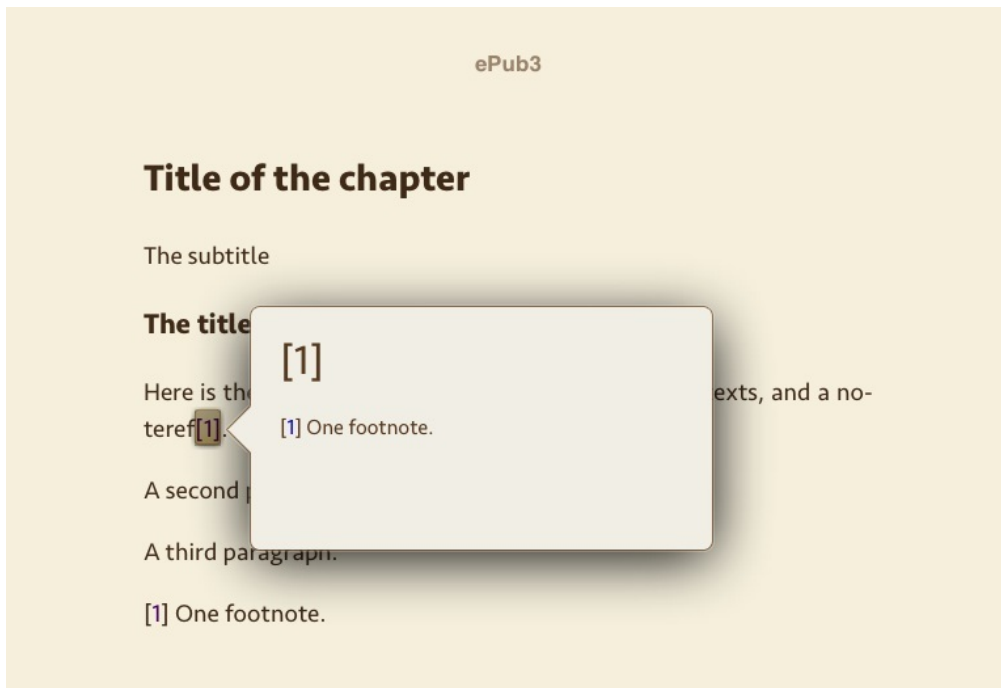 ePub3
Title of the chapter
The subtitle
The title
Here is the exts, and a no-
teref[1].
A second
A third paragraph.
[1] One footnote.
[1]
[1] One footnote.